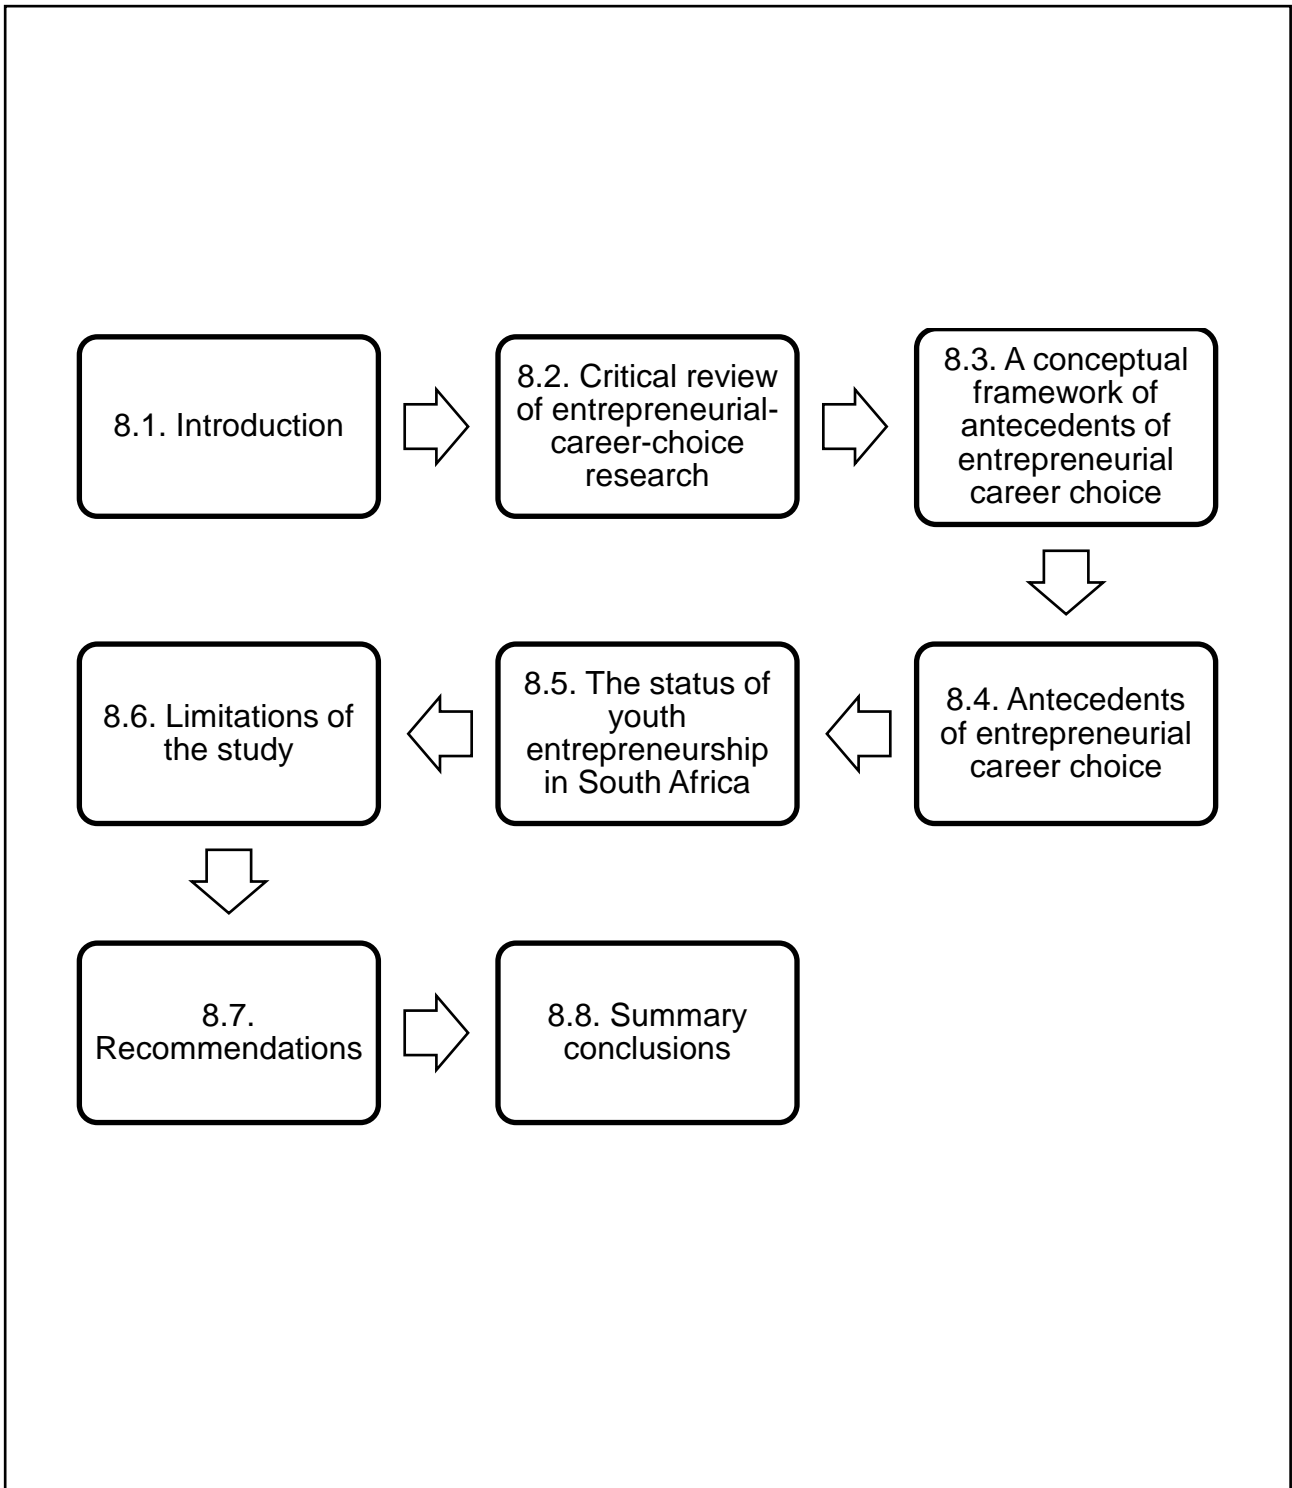 8.1. Introduction
8.2. Critical review
of entrepreneurial-
career-choice
research
8.3. A conceptual
framework of
antecedents of
entrepreneurial
career choice
8.4. Antecedents
of entrepreneurial
career choice
8.5. The status of
youth
entrepreneurship
in South Africa
8.6. Limitations of
the study
8.7.
Recommendations
8.8. Summary
conclusions